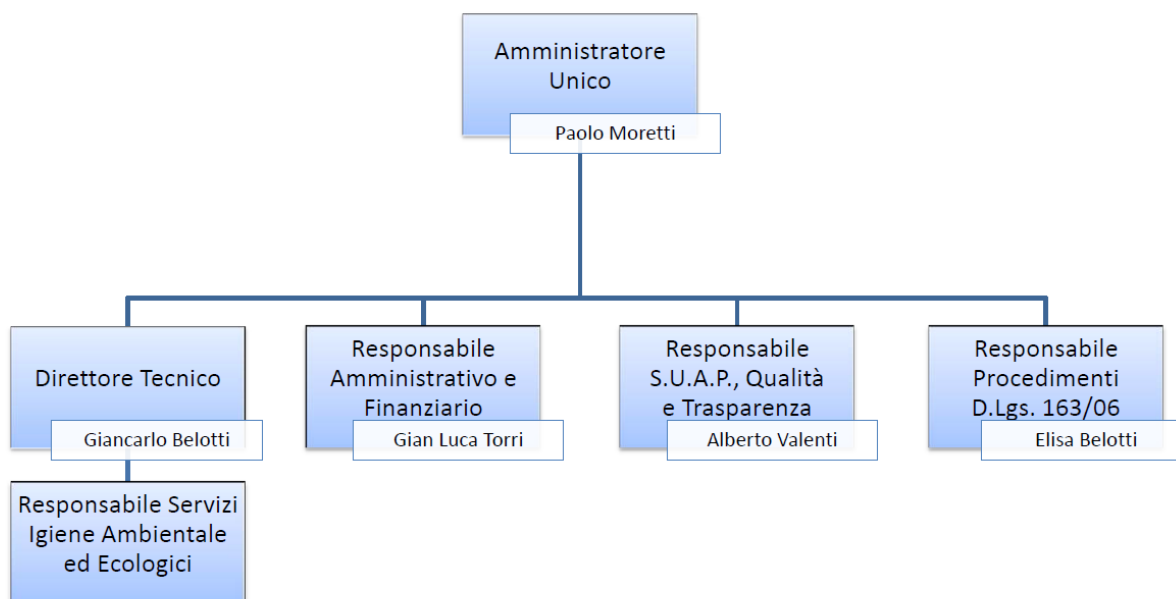 Amministratore
Unico
Paolo Moretti
Direttore Tecnico
Giancarlo Belotti
Responsabile
Amministrativo e
Finanziario
Gian Luca Torri
Responsabile
S.U.A.P., Qualità
e Trasparenza
Alberto Valenti
Responsabile
Procedimenti
D.Lgs. 163/06
Elisa Belotti
Responsabile Servizi
Igiene Ambientale
ed Ecologici